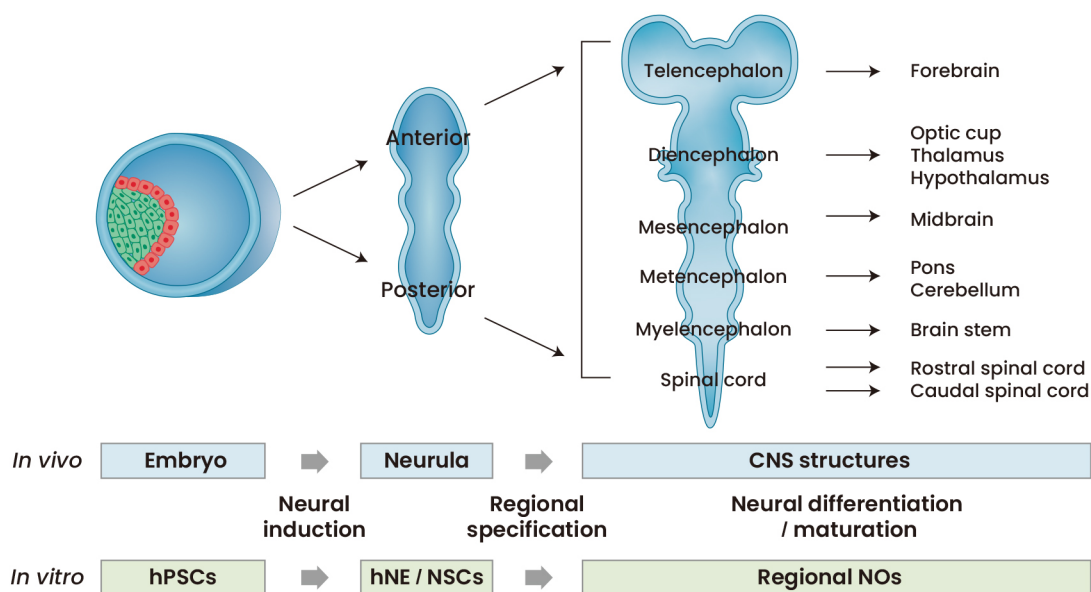 Anterior
Posterior
Telencephalon
Diencephalon
Mesencephalon
Metencephalon
Myelencephalon
Spinal cord
Forebrain
Optic cup
Thalamus
Hypothalamus
Midbrain
Pons
Cerebellum
Brain stem
Rostral spinal cord
Caudal spinal cord
In vivo
Embryo
Neurula
CNS structures
Neural
induction
Regional
specification
Neural differentiation
/ maturation
In vitro
hPSCs
hNE / NSCs
Regional NOs